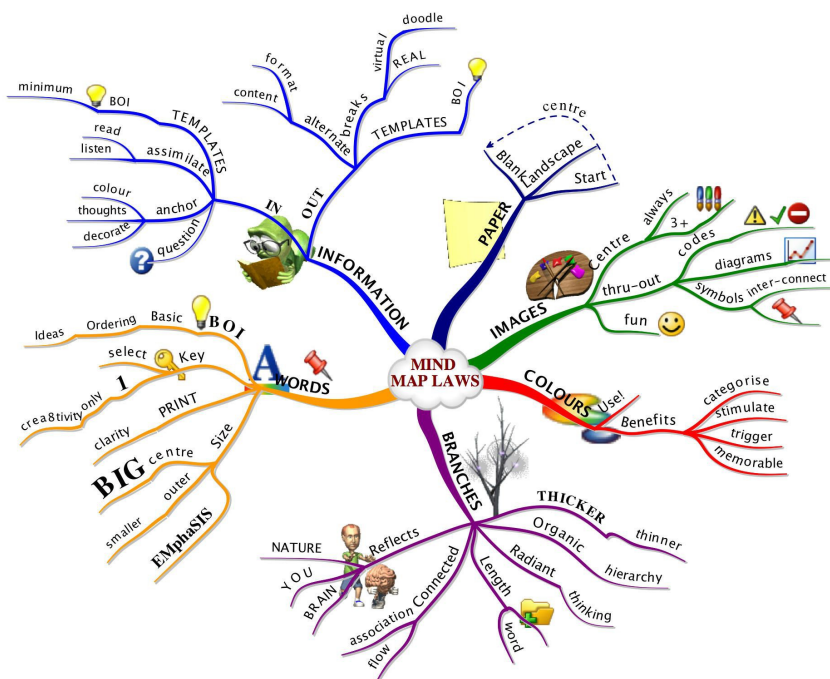 MIND
MAP LAWS
PAPER
Blank
Landscape
Start
centre
IMAGES
Centre
always
3+
thru-out
codes
diagrams
symbols
inter-connect
fun
COLOURS
Use!
Benefits
categorise
stimulate
trigger
memorable
BRANCHES
THICKER
thinner
Organic
hierarchy
Radiant
thinking
Length
word
Connected
association
flow
Reflects
NATURE
YOU
BRAIN
WORDS
A
BOI
Basic
Ordering
Ideas
Key
select
1
only
crea8tivity
PRINT
clarity
Size
centre
BIG
outer
smaller
EMphaSIS
INFORMATION
IN
TEMPLATES
BOI
minimum
assimilate
read
listen
anchor
colour
thoughts
decorate
question
?
OUT
alternate
format
content
breaks
virtual
doodle
REAL
TEMPLATES
BOI